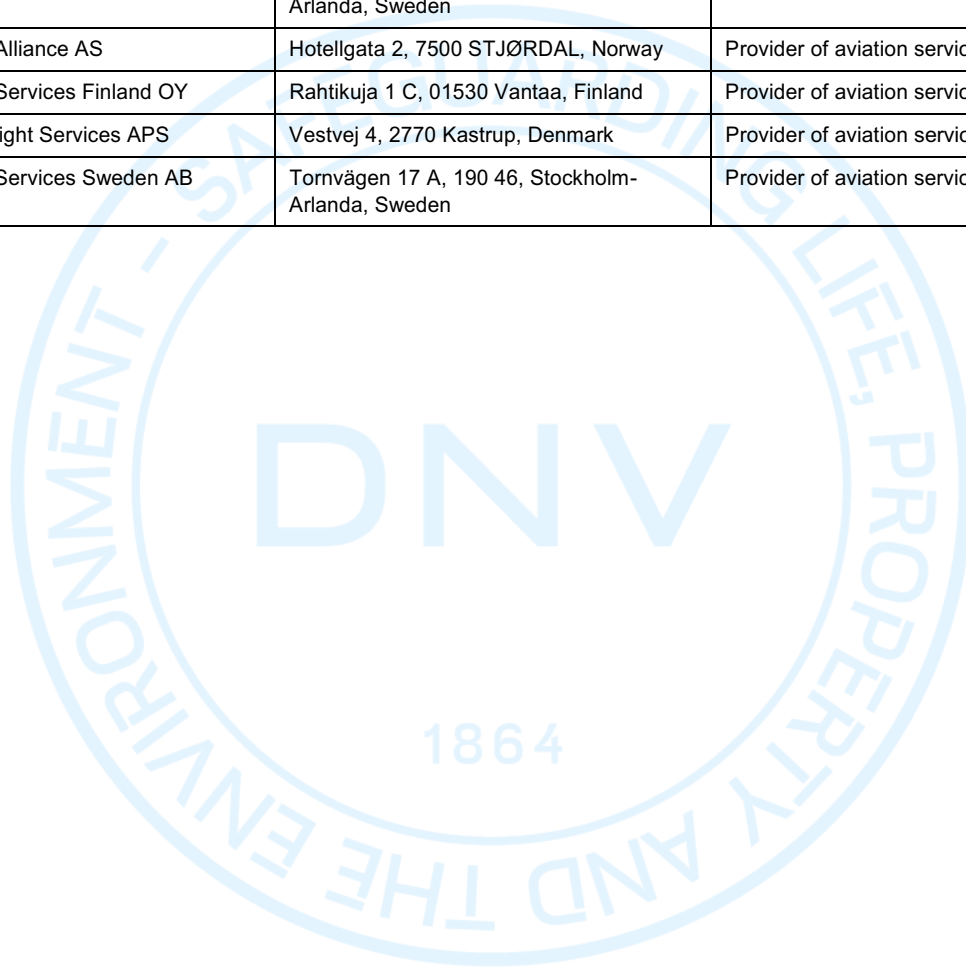 Arlanda, Sweden
Alliance AS Hotellgata 2, 7500 STJØRDAL, Norway Provider of aviation servic
Services Finland OY Rahtikuja 1 C, 01530 Vantaa, Finland Provider of aviation servic
ight Services APS Vestvej 4, 2770 Kastrup, Denmark Provider of aviation servic
Services Sweden AB Tornvägen 17 A, 190 46, Stockholm- Provider of aviation servic
Arlanda, Sweden
SAFEGUARDING LIFE, PROPERTY AND THE ENVIRONMENT -
DNV
1864